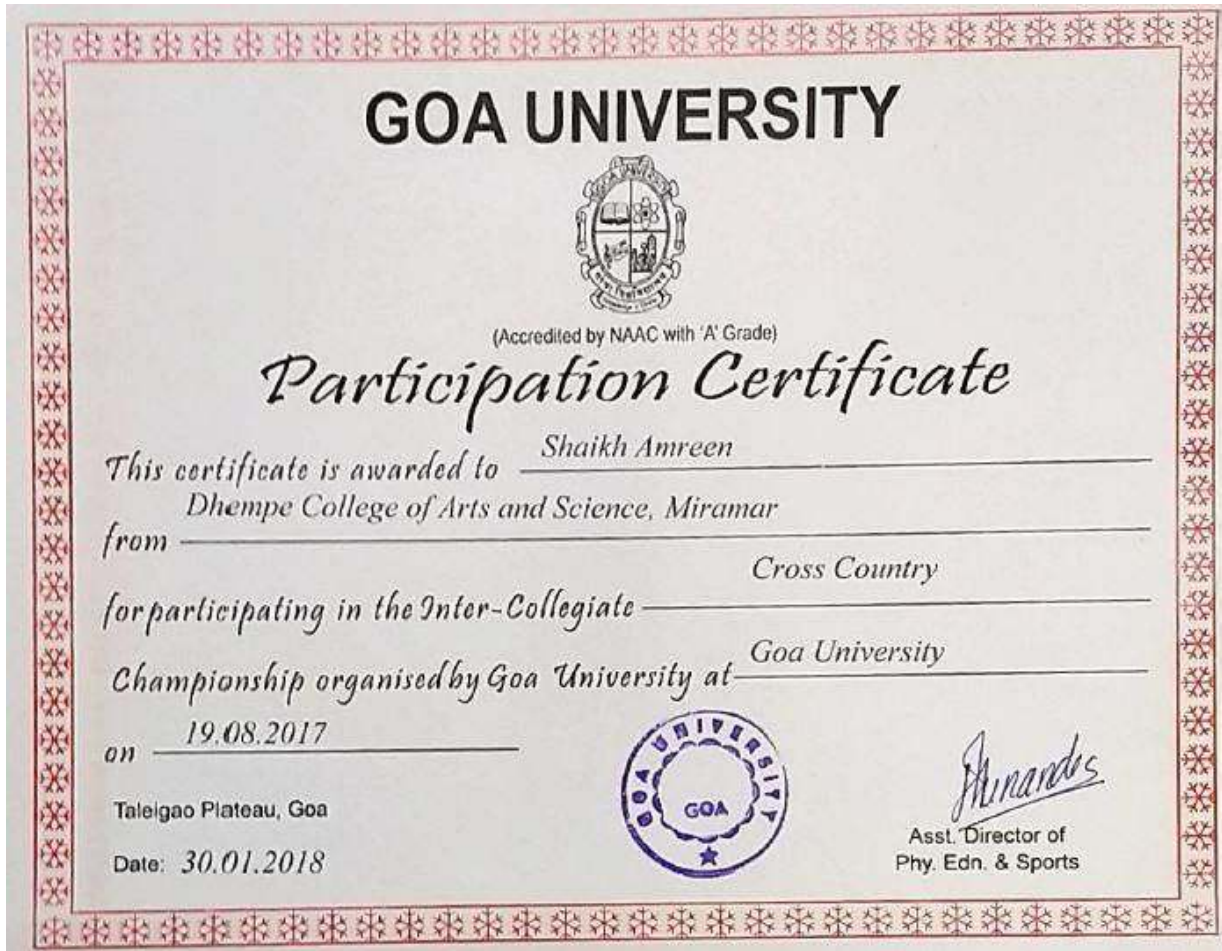 GOA UNIVERSITY
GOA UNIVERSITY
(Accredited by NAAC with 'A' Grade)
Participation Certificate
This certificate is awarded to Shaikh Amreen
from Dhempe College of Arts and Science, Miramar
for participating in the Inter-Collegiate Cross Country
Championship organised by Goa University at Goa University
on 19.08.2017
Taleigao Plateau, Goa
Date: 30.01.2018
GOA UNIVERSITY
GOA
Asst. Director of
Phy. Edn. & Sports